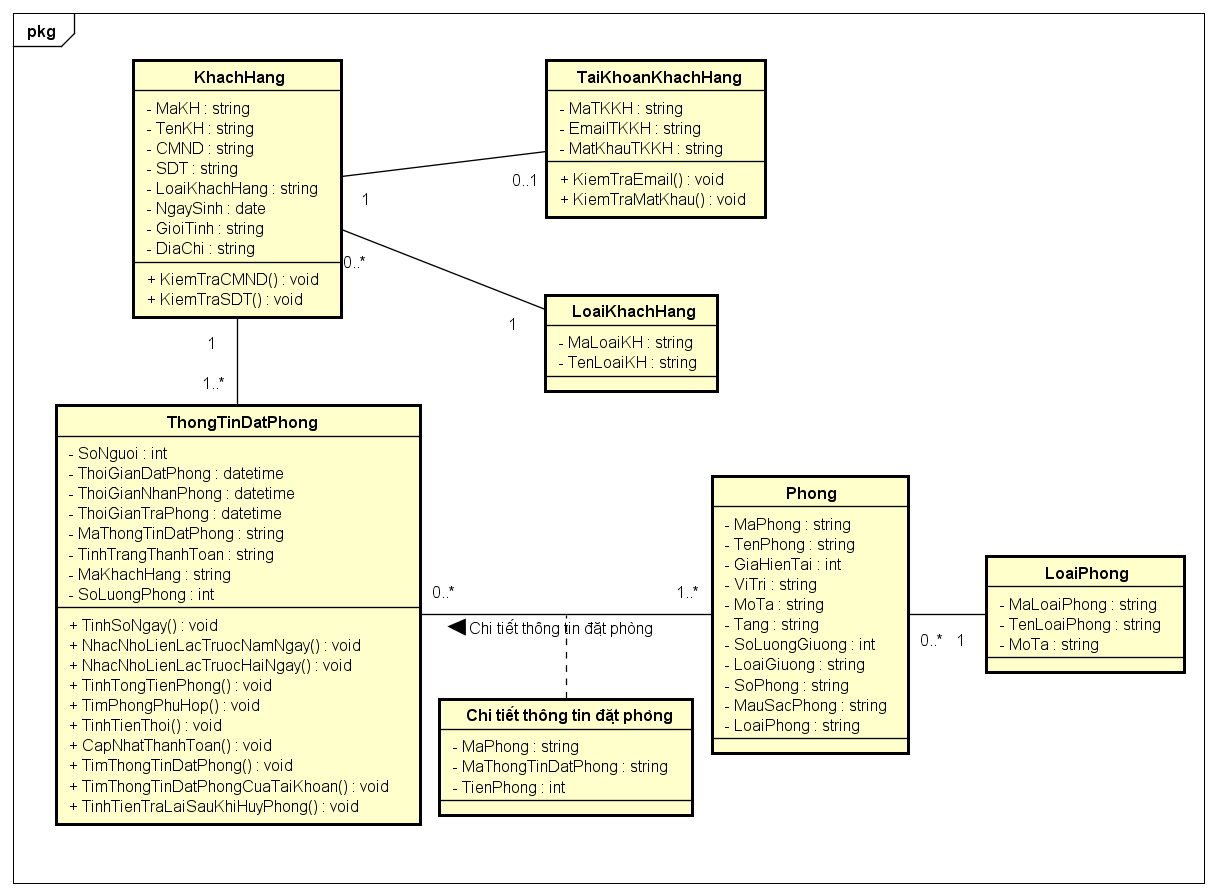 pkg
KhachHang
- MaKH : string
- TenKH : string
- CMND : string
- SDT : string
- LoaiKhachHang : string
- NgaySinh : date
- GioiTinh : string
- DiaChi : string
+ KiemTraCMND() : void
+ KiemTraSDT() : void
TaiKhoanKhachHang
- MaTKKH : string
- EmailTKKH : string
- MatKhauTKKH : string
+ KiemTraEmail() : void
+ KiemTraMatKhau() : void
1
0..1
0..*
1
LoaiKhachHang
- MaLoaiKH : string
- TenLoaiKH : string
1
1..*
ThongTinDatPhong
- SoNguoi : int
- ThoiGianDatPhong : datetime
- ThoiGianNhanPhong : datetime
- ThoiGianTraPhong : datetime
- MaThongTinDatPhong : string
- TinhTrangThanhToan : string
- MaKhachHang : string
- SoLuongPhong : int
+ TinhSoNgay() : void
+ NhacNhoLienLacTruocNamNgay() : void
+ NhacNhoLienLacTruocHaiNgay() : void
+ TinhTongTienPhong() : void
+ TimPhongPhuHop() : void
+ TinhTienThoi() : void
+ CapNhatThanhToan() : void
+ TimThongTinDatPhong() : void
+ TimThongTinDatPhongCuaTaiKhoan() : void
+ TinhTienTraLaiSauKhiHuyPhong() : void
0..*
1..*
Chi tiết thông tin đặt phòng
Chi tiết thông tin đặt phòng
- MaPhong : string
- MaThongTinDatPhong : string
- TienPhong : int
Phong
- MaPhong : string
- TenPhong : string
- GiaHienTai : int
- ViTri : string
- MoTa : string
- Tang : string
- SoLuongGiuong : int
- LoaiGiuong : string
- SoPhong : string
- MauSacPhong : string
- LoaiPhong : string
0..*
1
LoaiPhong
- MaLoaiPhong : string
- TenLoaiPhong : string
- MoTa : string